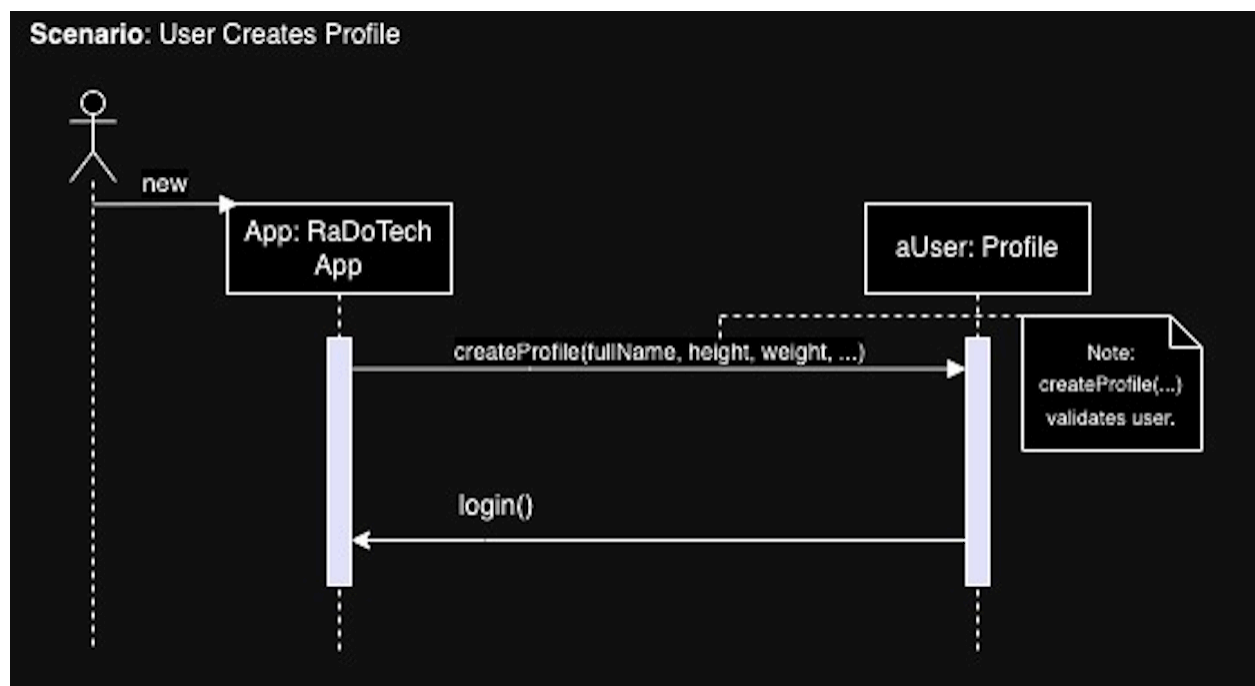 Scenario: User Creates Profile
new
App: RaDoTech
App
aUser: Profile
createProfile(fullName, height, weight, ...)
Note:
createProfile(...)
validates user.
login()